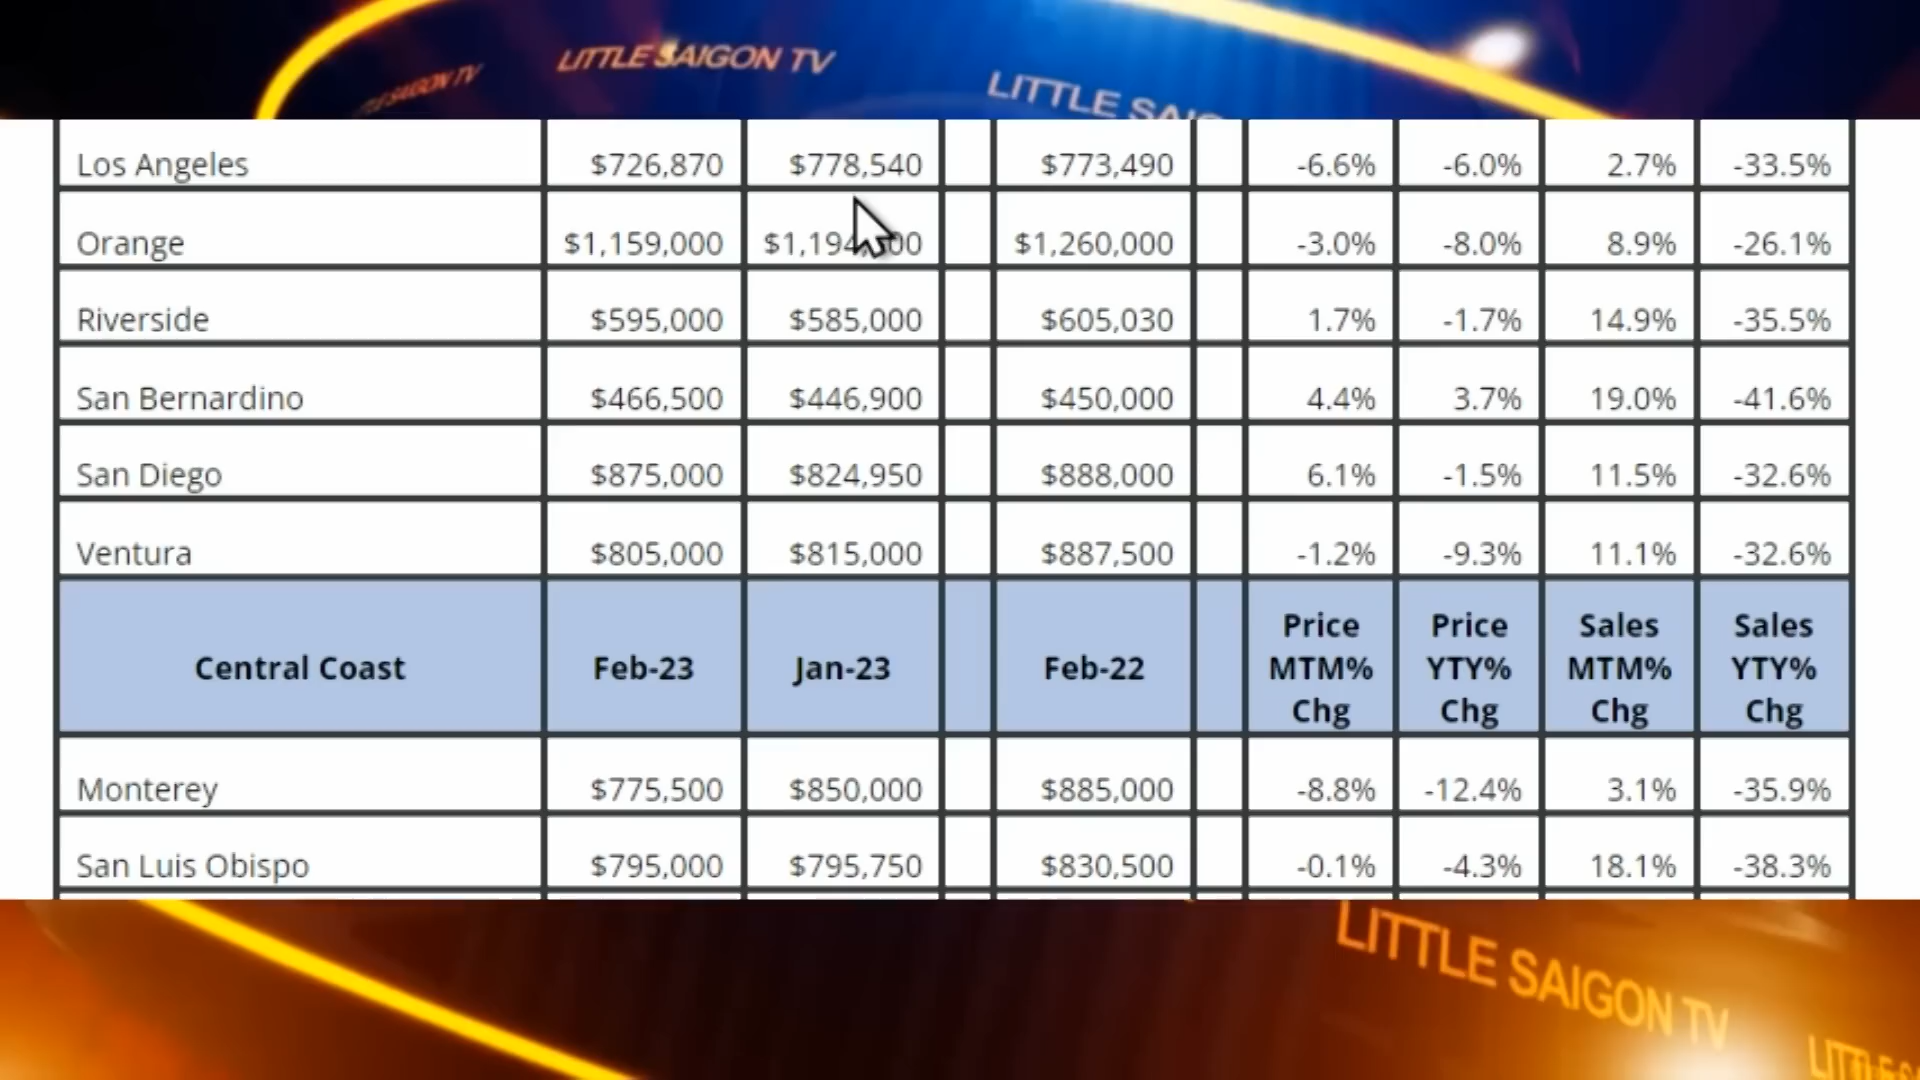 LITTLE SAIGON TV
LITTLE SAIGON TV
LITTLE SAIG
Los Angeles $726,870 $778,540 $773,490 -6.6% -6.0% 2.7% -33.5%
Orange $1,159,000 $1,260,000 -3.0% -8.0% 8.9% -26.1%
Riverside $595,000 $585,000 $605,030 1.7% -1.7% 14.9% -35.5%
San Bernardino $466,500 $446,900 $450,000 4.4% 3.7% 19.0% -41.6%
San Diego $875,000 $824,950 $888,000 6.1% -1.5% 11.5% -32.6%
Ventura $805,000 $815,000 $887,500 -1.2% -9.3% 11.1% -32.6%
Central Coast Feb-23 Jan-23 Feb-22 Price MTM% Chg Price YTY% Chg Sales MTM% Chg Sales YTY% Chg
Monterey $775,500 $850,000 $885,000 -8.8% -12.4% 3.1% -35.9%
San Luis Obispo $795,000 $795,750 $830,500 -0.1% -4.3% 18.1% -38.3%
LITTLE SAIGON TV